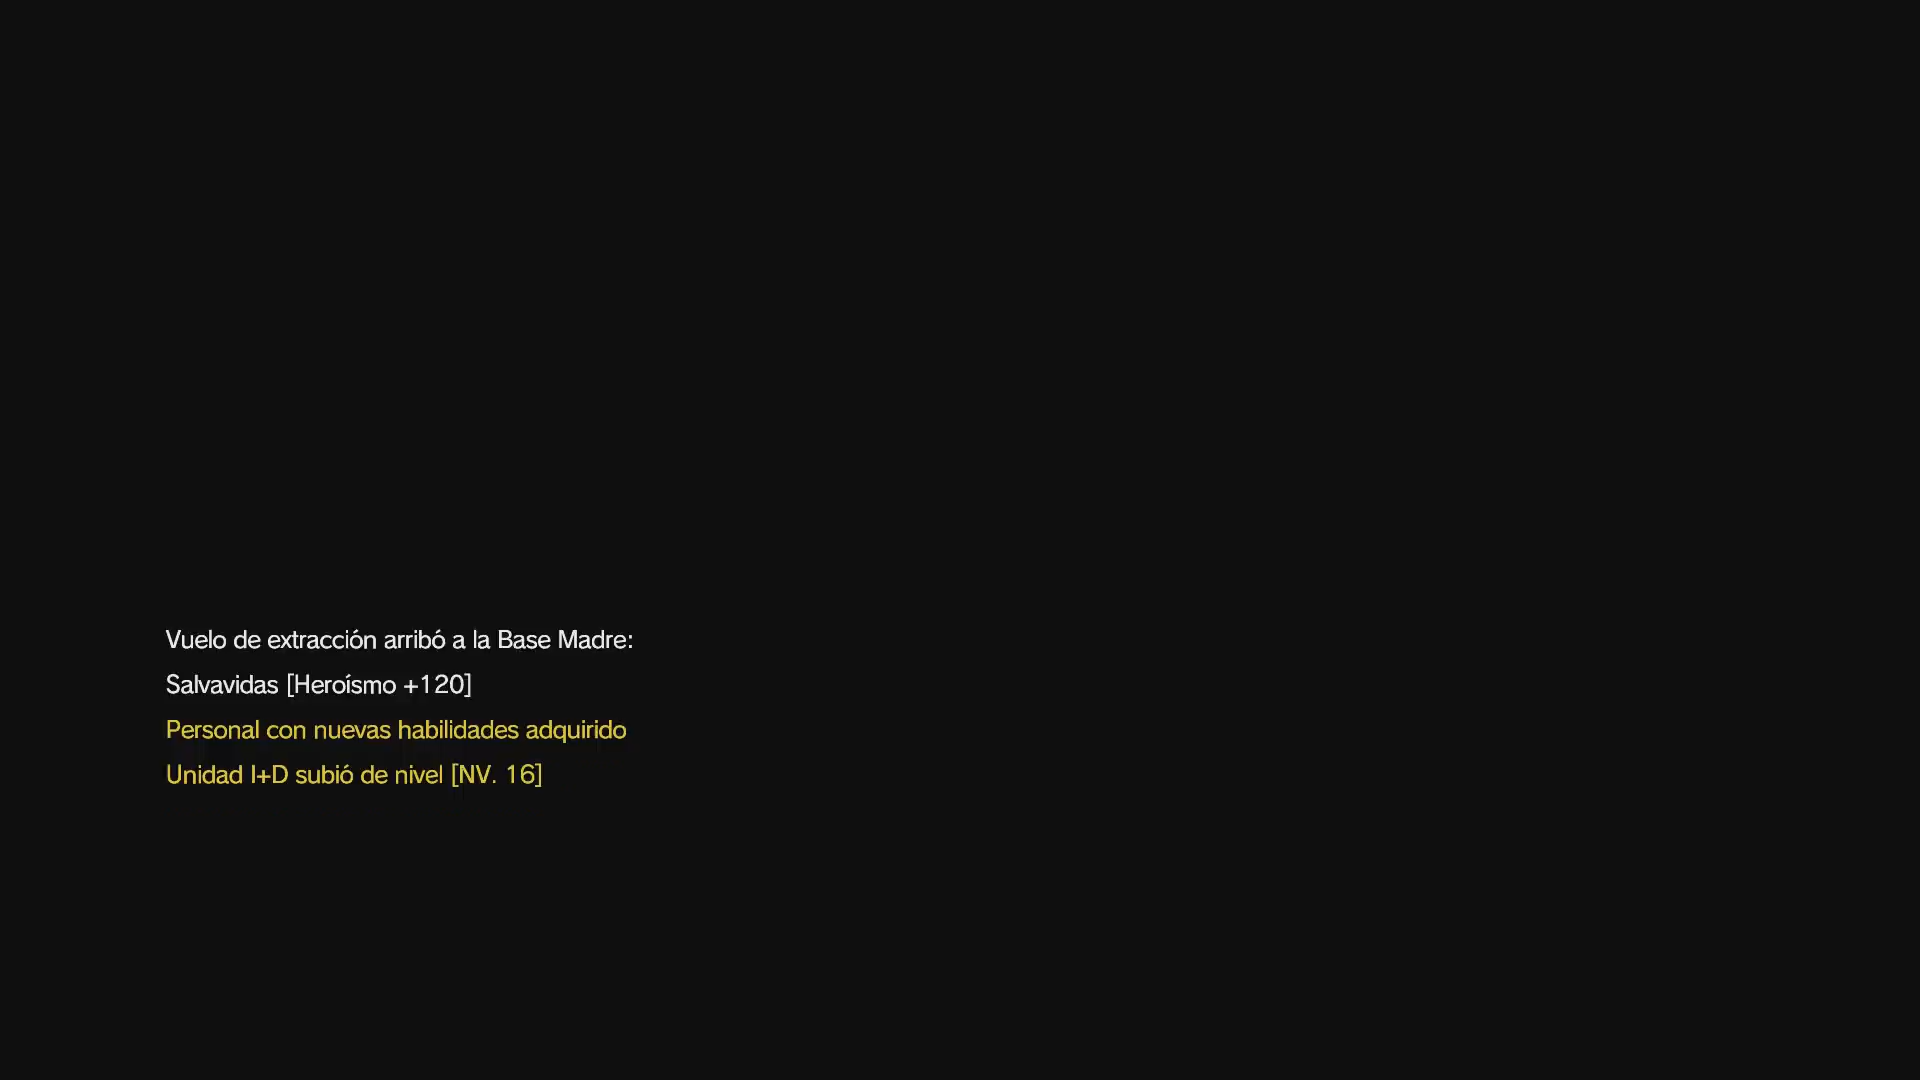 Vuelo de extracción arribó a la Base Madre:
Salvavidas [Heroísmo +120]
Personal con nuevas habilidades adquirido
Unidad I+D subió de nivel [NV. 16]